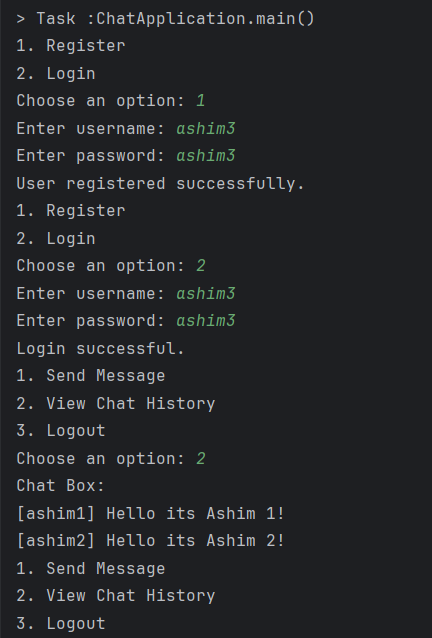 > Task :ChatApplication.main()
1. Register
2. Login
Choose an option: 1
Enter username: ashim3
Enter password: ashim3
User registered successfully.
1. Register
2. Login
Choose an option: 2
Enter username: ashim3
Enter password: ashim3
Login successful.
1. Send Message
2. View Chat History
3. Logout
Choose an option: 2
Chat Box:
[ashim1] Hello its Ashim 1!
[ashim2] Hello its Ashim 2!
1. Send Message
2. View Chat History
3. Logout